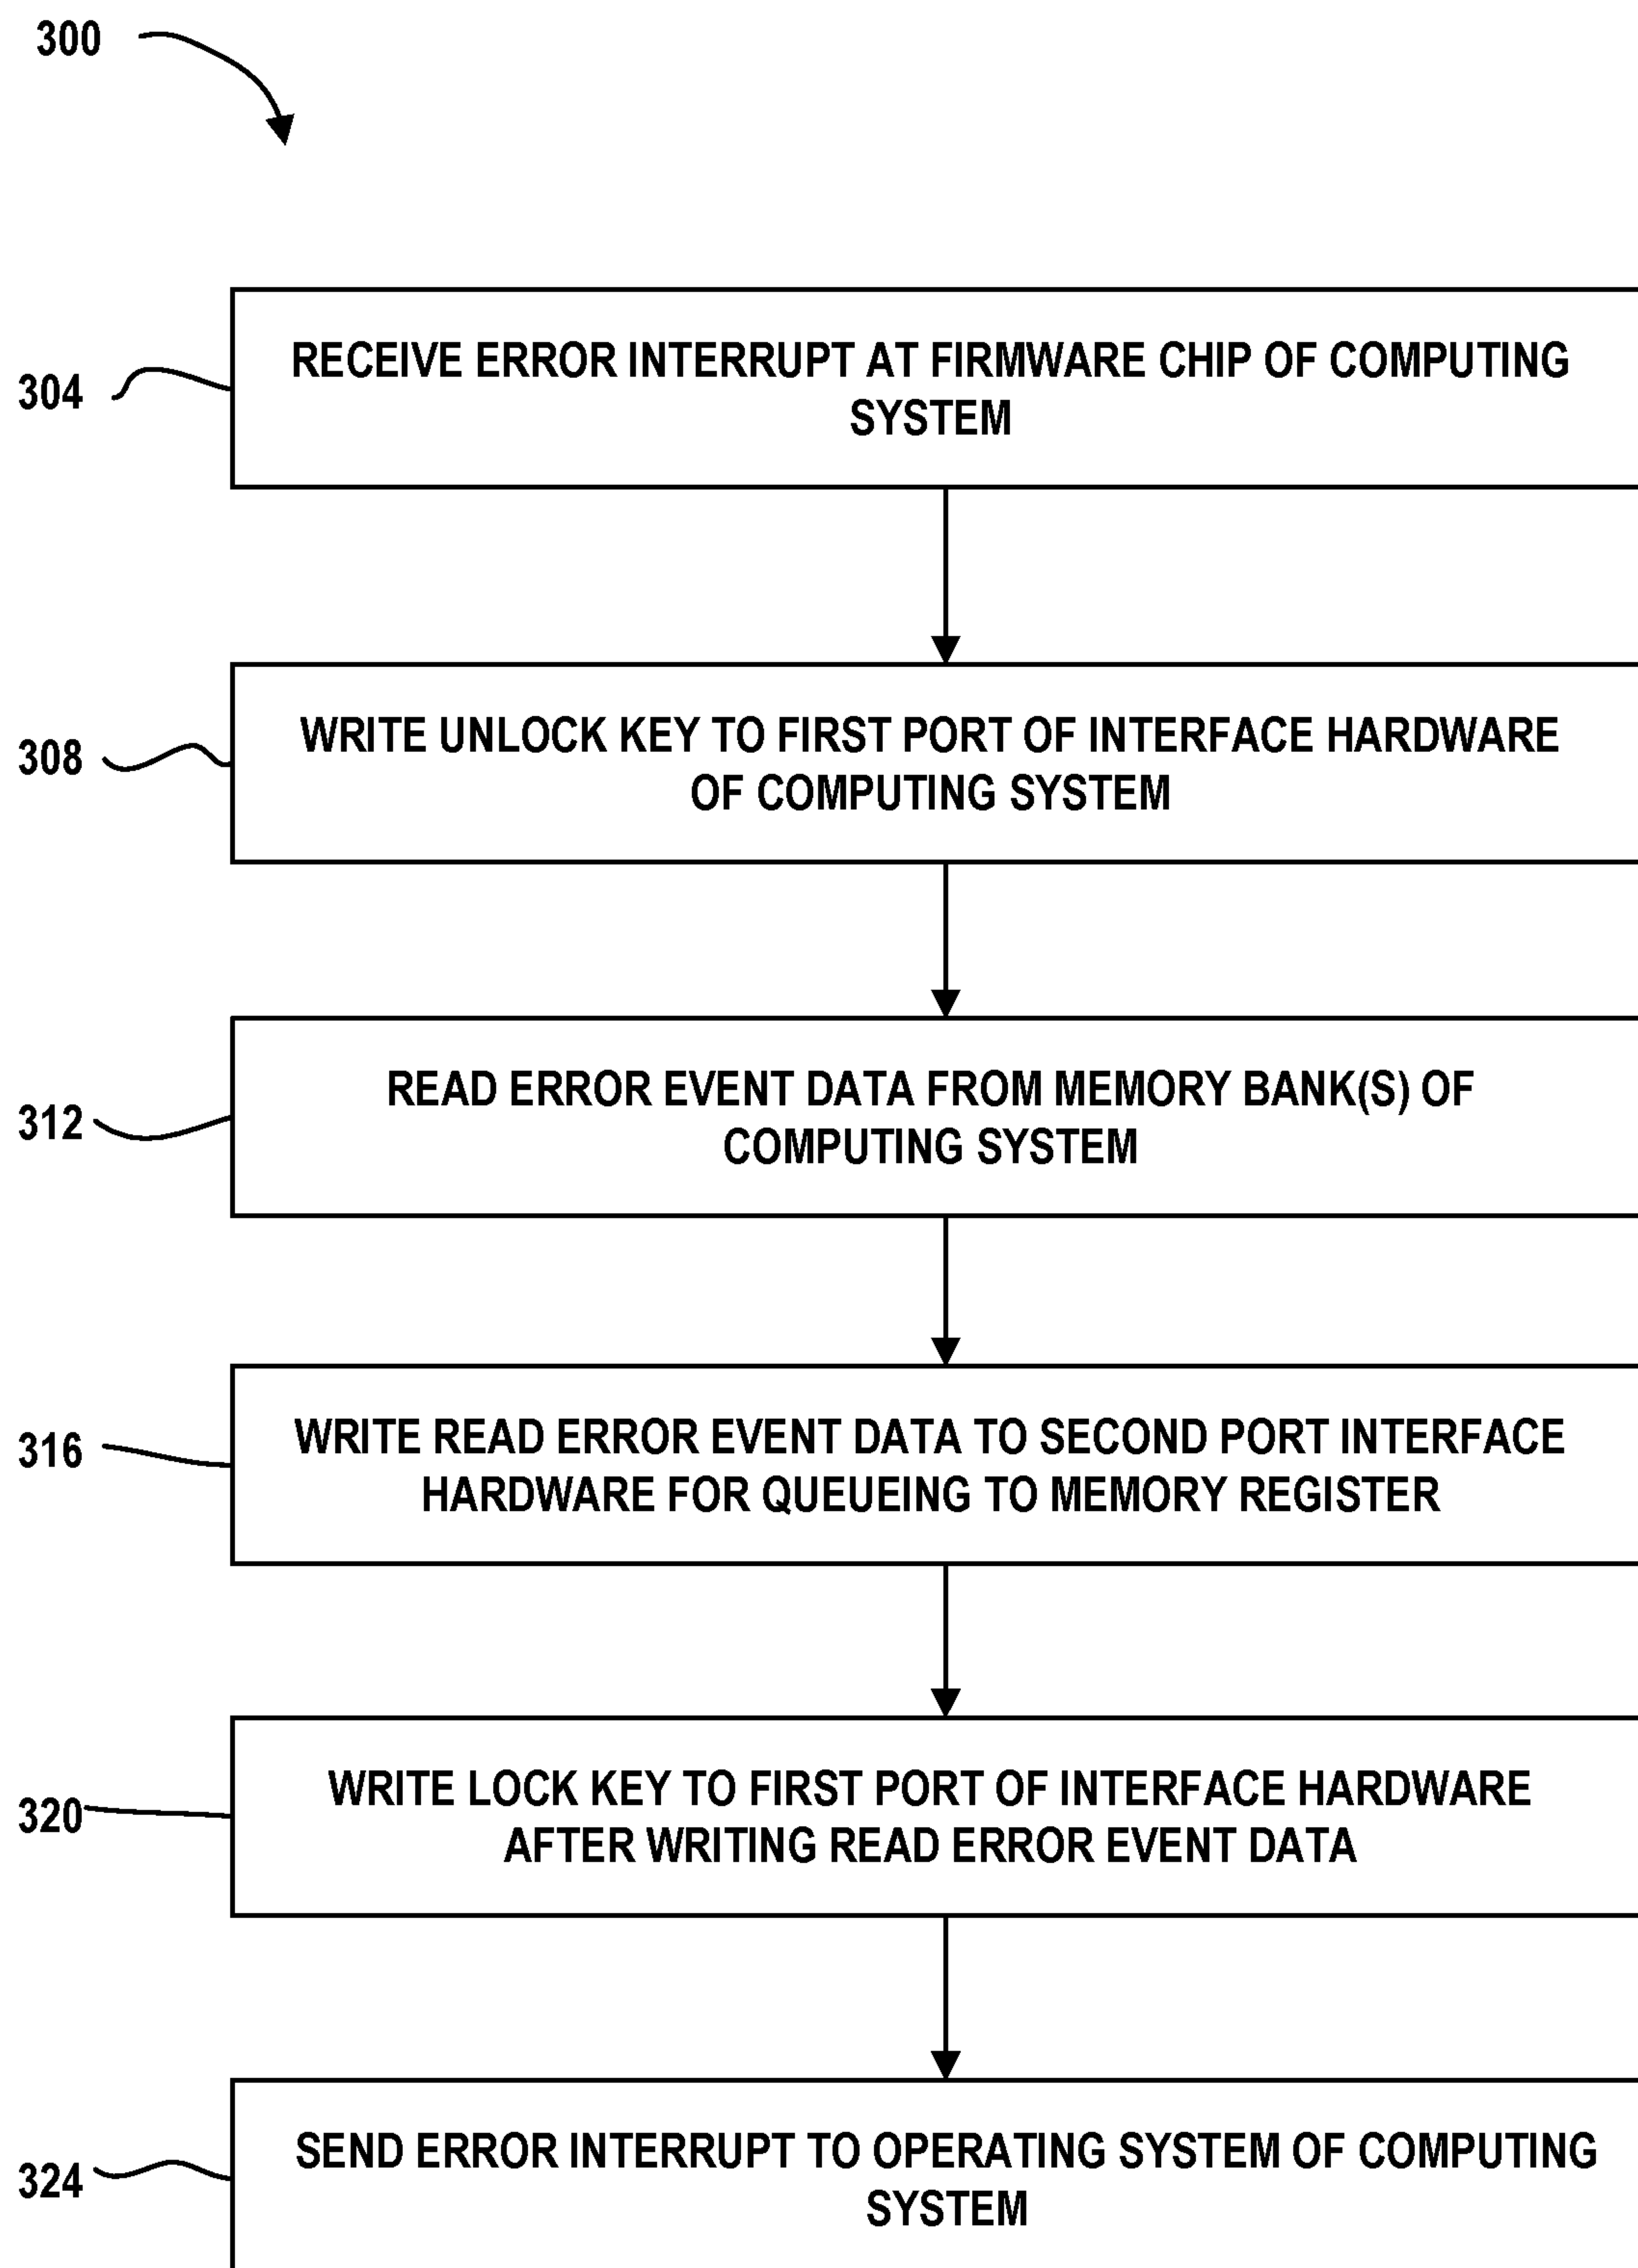 300
304
RECEIVE ERROR INTERRUPT AT FIRMWARE CHIP OF COMPUTING
SYSTEM
308
WRITE UNLOCK KEY TO FIRST PORT OF INTERFACE HARDWARE
OF COMPUTING SYSTEM
312
READ ERROR EVENT DATA FROM MEMORY BANK(S) OF
COMPUTING SYSTEM
316
WRITE READ ERROR EVENT DATA TO SECOND PORT INTERFACE
HARDWARE FOR QUEUEING TO MEMORY REGISTER
320
WRITE LOCK KEY TO FIRST PORT OF INTERFACE HARDWARE
AFTER WRITING READ ERROR EVENT DATA
324
SEND ERROR INTERRUPT TO OPERATING SYSTEM OF COMPUTING
SYSTEM